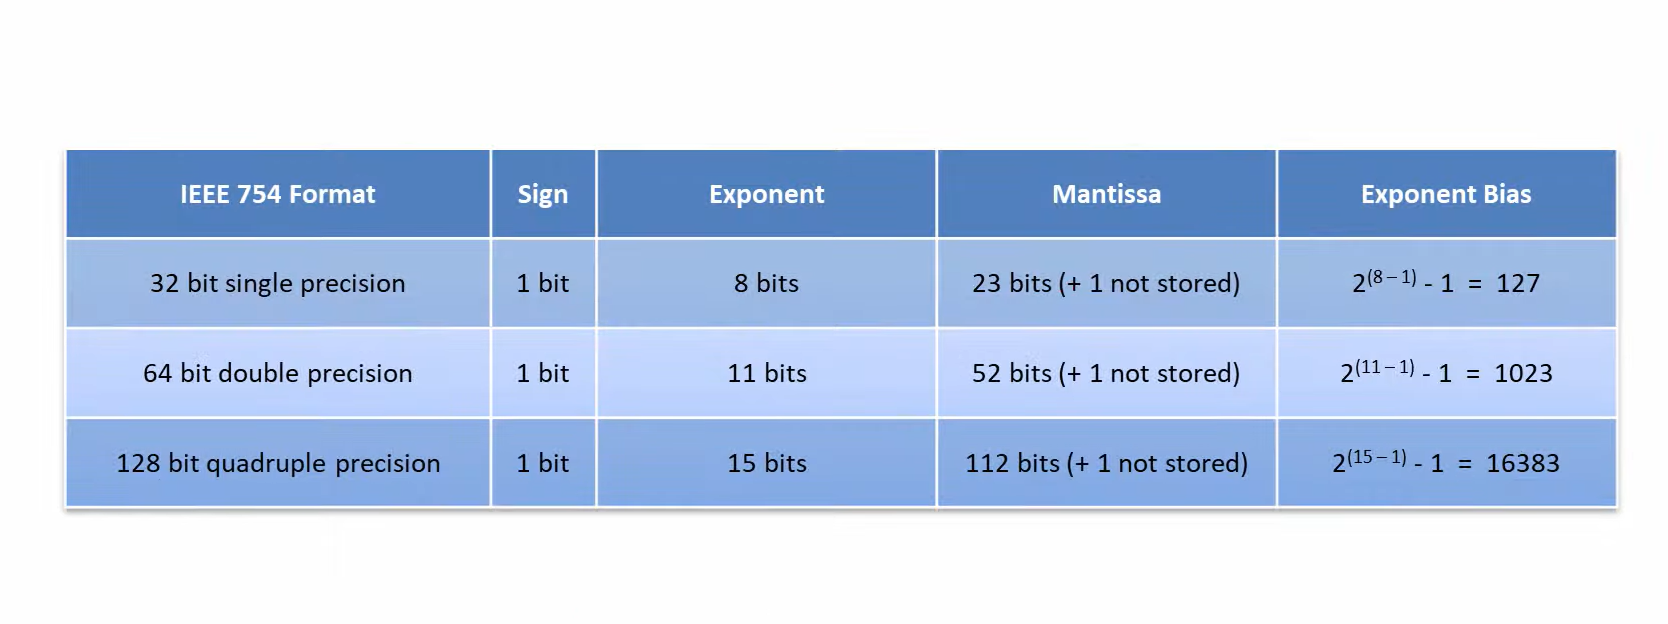 IEEE 754 Format Sign Exponent Mantissa Exponent Bias
32 bit single precision 1 bit 8 bits 23 bits (+ 1 not stored) 2^(8 – 1) - 1 = 127
64 bit double precision 1 bit 11 bits 52 bits (+ 1 not stored) 2^(11 – 1) - 1 = 1023
128 bit quadruple precision 1 bit 15 bits 112 bits (+ 1 not stored) 2^(15 – 1) - 1 = 16383